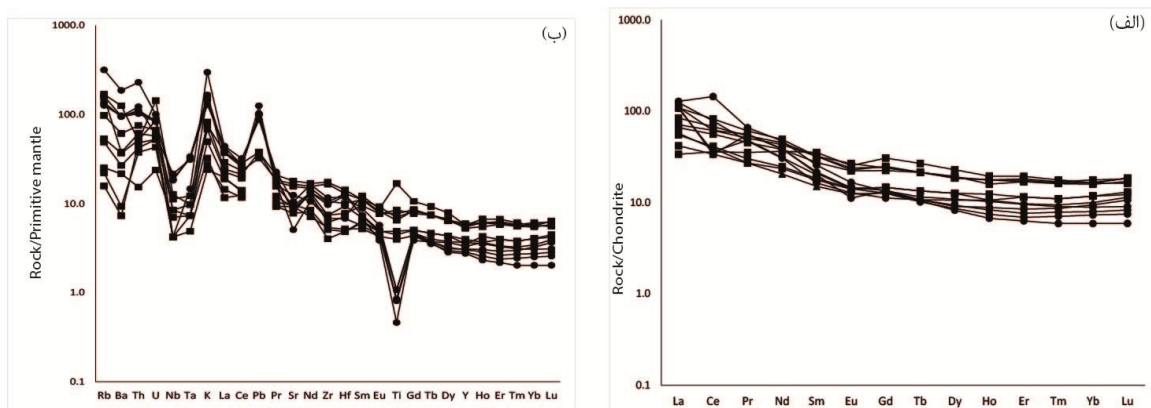 (ب)
1000.0
100.0
10.0
1.0
0.1
Rock/Primitive mantle
Rb Ba Th U Nb Ta K La Ce Pb Pr Sr Nd Zr Hf Sm Eu Ti Gd Tb Dy Y Ho Er Tm Yb Lu
(الف)
1000.0
100.0
10.0
1.0
0.1
Rock/Chondrite
La Ce Pr Nd Sm Eu Gd Tb Dy Ho Er Tm Yb Lu